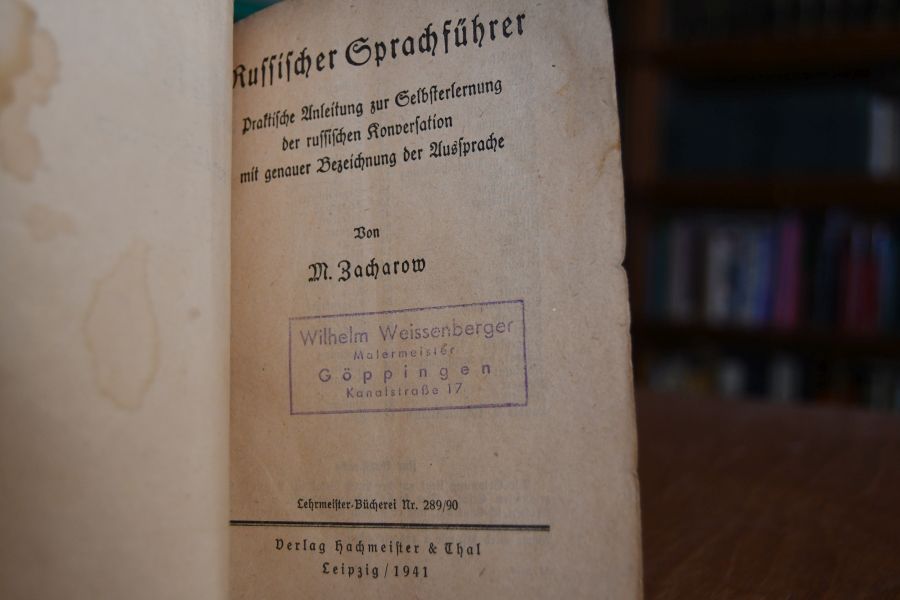 Russischer Sprachführer
Praktische Anleitung zur Selbsterlernung
der russischen Konversation
mit genauer Bezeichnung der Aussprache
Von
M. Zacharow
Wilhelm Weissenberger
Malermeister
Göppingen
Kanalstraße 17
Lehrmeister-Bücherei Nr. 289/90
Verlag Hachmeister & Thal
Leipzig / 1941